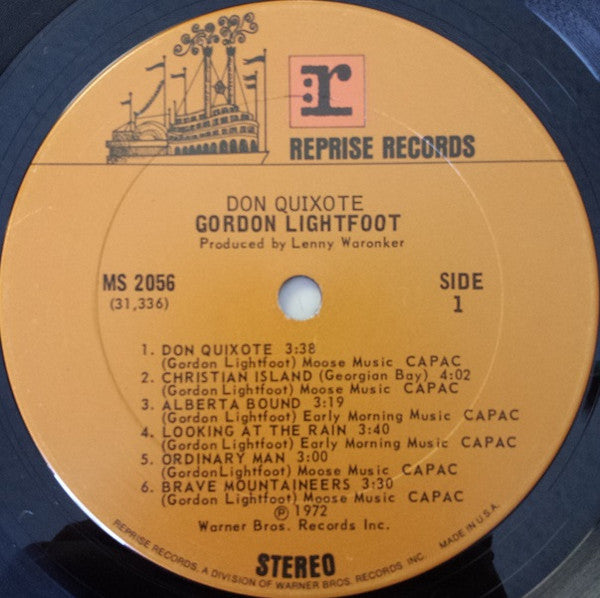 r
REPRISE RECORDS
DON QUIXOTE
GORDON LIGHTFOOT
Produced by Lenny Waronker
MS 2056
(31,336)
SIDE
1
1. DON QUIXOTE 3:38
(Gordon Lightfoot) Moose Music CAPAC
2. CHRISTIAN ISLAND (Georgian Bay) 4:02
(Gordon Lightfoot) Moose Music CAPAC
3. ALBERTA BOUND 3:19
(Gordon Lightfoot) Early Morning Music CAPAC
4. LOOKING AT THE RAIN 3:40
(Gordon Lightfoot) Early Morning Music CAPAC
5. ORDINARY MAN 3:00
(Gordon Lightfoot) Moose Music CAPAC
6. BRAVE MOUNTAINEERS 3:30
(Gordon Lightfoot) Moose Music CAPAC
℗ 1972
Warner Bros. Records Inc.
STEREO
REPRISE RECORDS, A DIVISION OF WARNER BROS. RECORDS INC. MADE IN U.S.A.